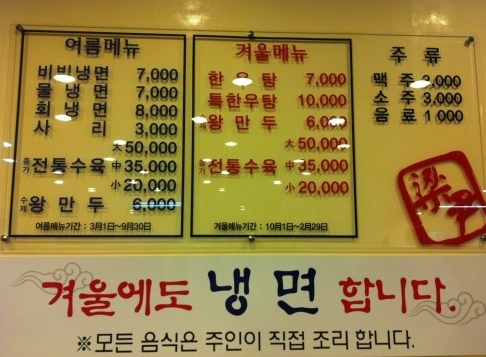 여름메뉴
비빔냉면 7,000
물냉면 7,000
회냉면 8,000
사리 3,000
大 50,000
전통수육 中 35,000
小 20,000
수제 왕만두 6,000
여름메뉴기간 : 3월1일~9월30일
겨울메뉴
한우탕 7,000
특한우탕 10,000
왕만두 6,000
大 50,000
전통수육 中 35,000
小 20,000
겨울메뉴기간 : 10월1일~2월29일
주류
맥주 3,000
소주 3,000
음료 1000
겨울에도 냉면 합니다.
※모든 음식은 주인이 직접 조리 합니다.